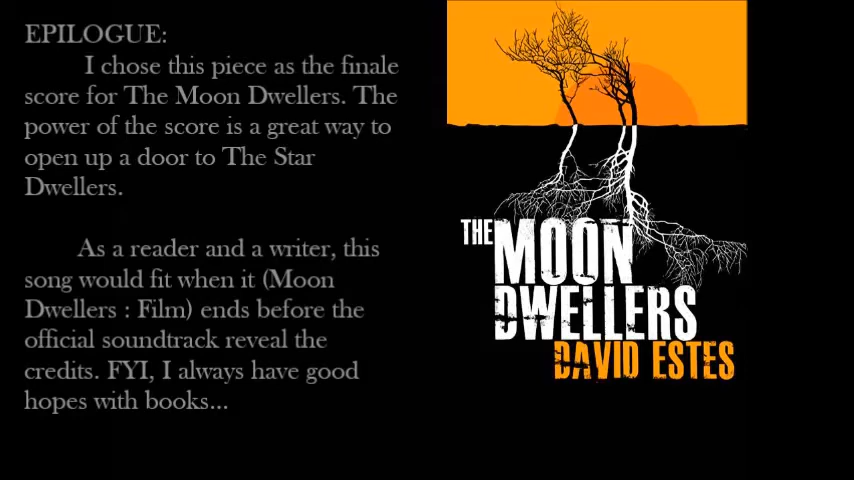 EPILOGUE:
I chose this piece as the finale
score for The Moon Dwellers. The
power of the score is a great way to
open up a door to The Star
Dwellers.
As a reader and a writer, this
song would fit when it (Moon
Dwellers : Film) ends before the
official soundtrack reveal the
credits. FYI, I always have good
hopes with books...
THE MOON
DWELLERS
DAVID ESTES